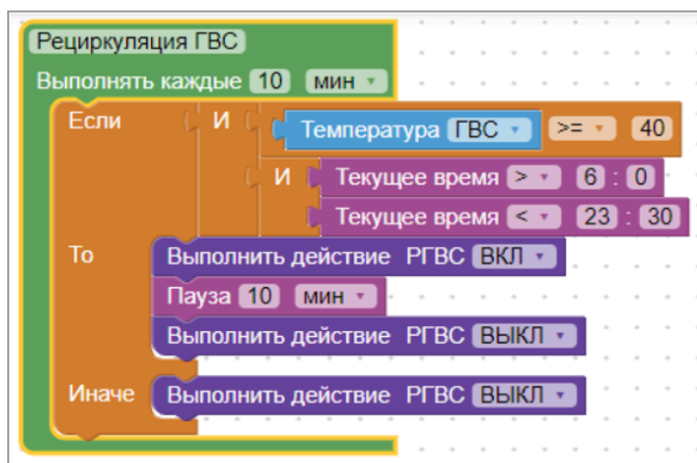 Рециркуляция ГВС
Выполнять каждые 10 мин
Если И Температура ГВС >= 40
И Текущее время > 6 : 0
Текущее время < 23 : 30
То Выполнить действие РГВС ВКЛ
Пауза 10 мин
Выполнить действие РГВС ВЫКЛ
Иначе Выполнить действие РГВС ВЫКЛ